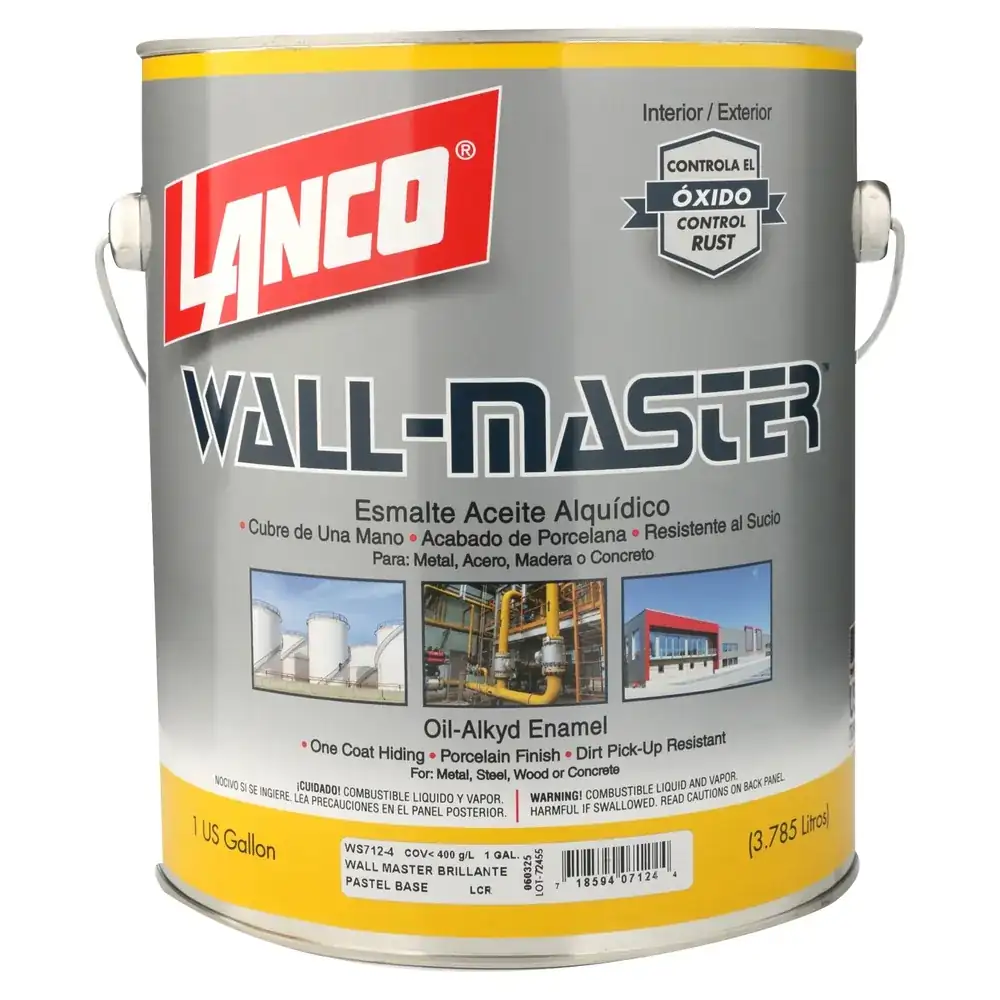 LANCO®
Interior / Exterior
CONTROLA EL
ÓXIDO
CONTROL
RUST
WALL-MASTER™
Esmalte Aceite Alquídico
• Cubre de Una Mano • Acabado de Porcelana • Resistente al Sucio
Para: Metal, Acero, Madera o Concreto
Oil-Alkyd Enamel
• One Coat Hiding • Porcelain Finish • Dirt Pick-Up Resistant
For: Metal, Steel, Wood or Concrete
¡CUIDADO! COMBUSTIBLE LIQUIDO Y VAPOR.
NOCIVO SI SE INGIERE. LEA PRECAUCIONES EN EL PANEL POSTERIOR.
WARNING! COMBUSTIBLE LIQUID AND VAPOR.
HARMFUL IF SWALLOWED. READ CAUTIONS ON BACK PANEL.
1 US Gallon
(3.785 Litros)
WS712-4 COV< 400 g/L 1 GAL.
WALL MASTER BRILLANTE
PASTEL BASE LCR
060325
LOT-72455
7 18594 07124 4